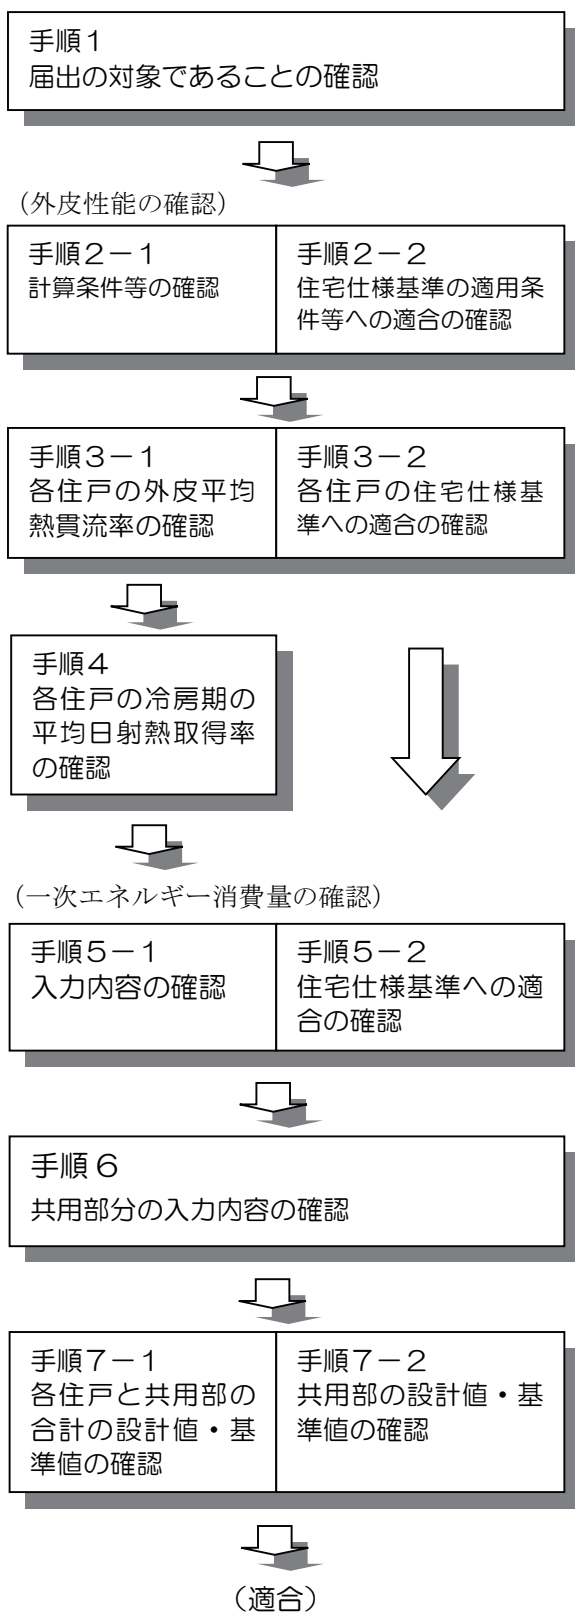 手順１
届出の対象であることの確認
（外皮性能の確認）
手順２－１
計算条件等の確認
手順２－２
住宅仕様基準の適用条
件等への適合の確認
手順３－１
各住戸の外皮平均
熱貫流率の確認
手順３－２
各住戸の住宅仕様基
準への適合の確認
手順４
各住戸の冷房期の
平均日射熱取得率
の確認
（一次エネルギー消費量の確認）
手順５－１
入力内容の確認
手順５－２
住宅仕様基準への適
合の確認
手順６
共用部分の入力内容の確認
手順７－１
各住戸と共用部の
合計の設計値・基
準値の確認
手順７－２
共用部の設計値・基
準値の確認
（適合）